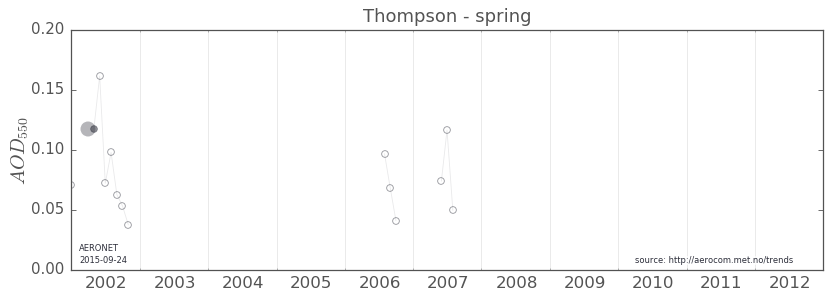 Thompson - spring
0.20
0.15
0.10
0.05
0.00
AOD550
AERONET
2015-09-24
source: http://aerocom.met.no/trends
2002 2003 2004 2005 2006 2007 2008 2009 2010 2011 2012